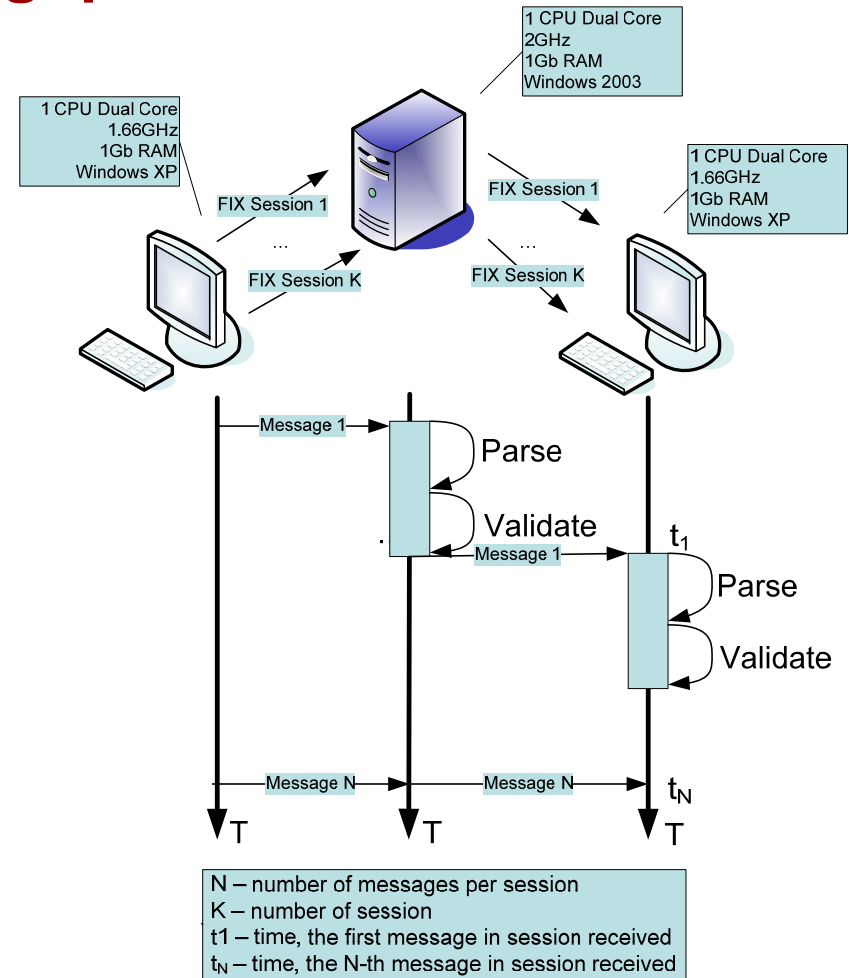 1 CPU Dual Core
2GHz
1Gb RAM
Windows 2003
1 CPU Dual Core
1.66GHz
1Gb RAM
Windows XP
1 CPU Dual Core
1.66GHz
1Gb RAM
Windows XP
FIX Session 1
...
FIX Session K
FIX Session 1
...
FIX Session K
Message 1
Parse
Validate
Message 1
t1
Parse
Validate
Message N
Message N
tN
T
T
T
N – number of messages per session
K – number of session
t1 – time, the first message in session received
tN – time, the N-th message in session received